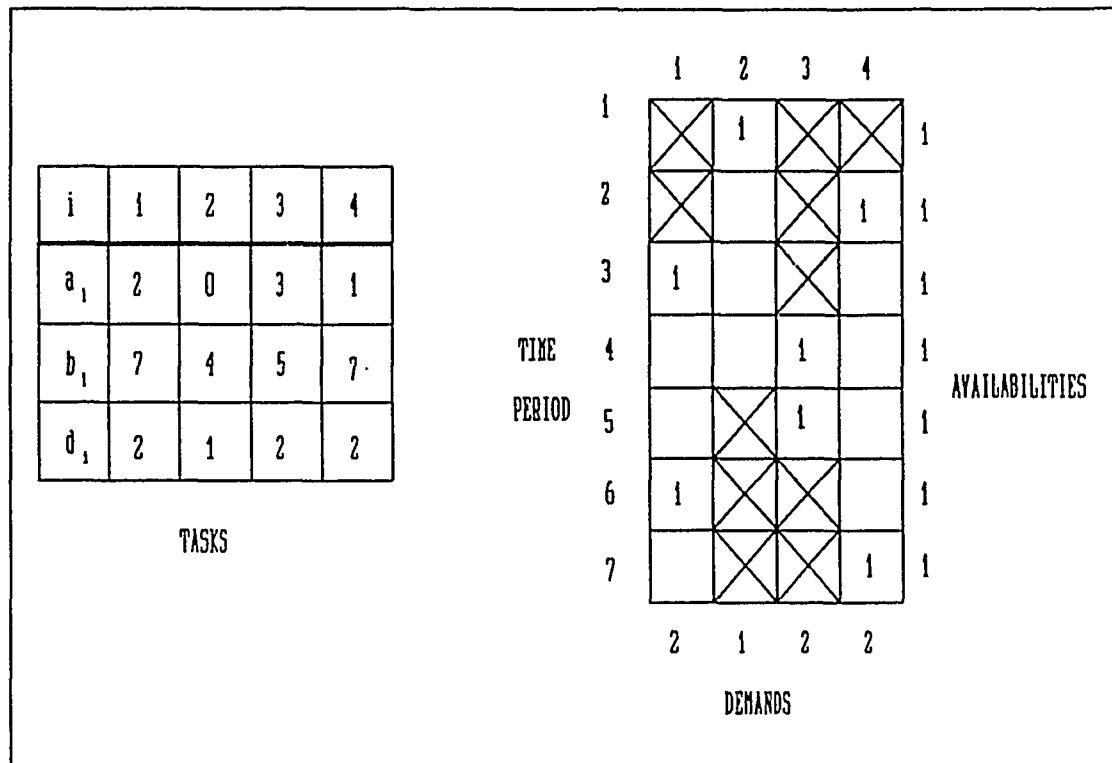 i 1 2 3 4
a₁ 2 0 3 1
b₁ 7 4 5 7
d₁ 2 1 2 2
TASKS
1 2 3 4
1 1 1
2 1 1
3 1 1
TIME
PERIOD
4 1 1
5 1 1
6 1 1
7 1 1
AVAILABILITIES
2 1 2 2
DEMANDS